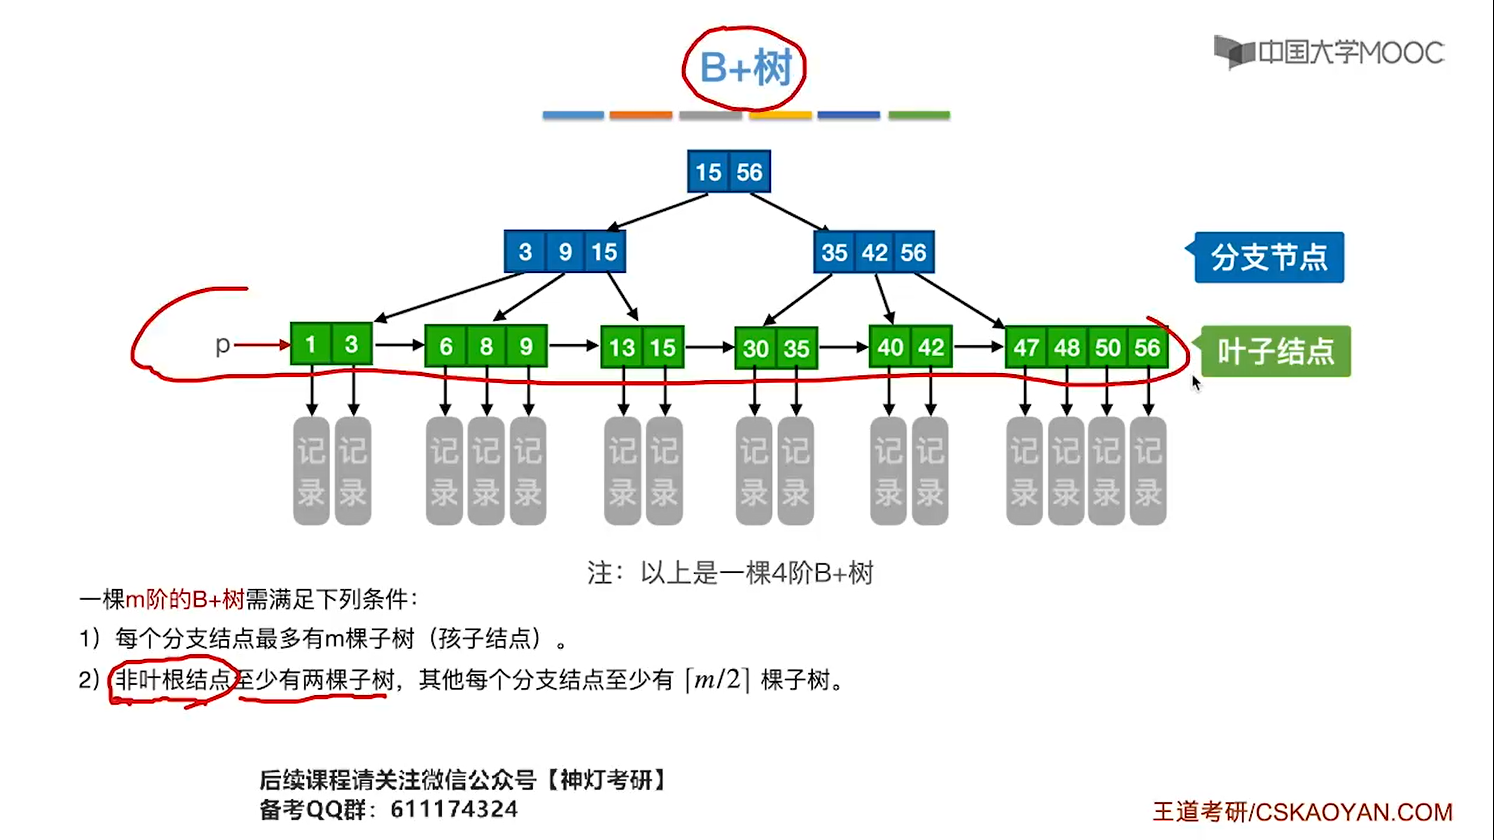 中国大学MOOC
B+树
15 56
3 9 15
35 42 56
分支节点
p
1 3
6 8 9
13 15
30 35
40 42
47 48 50 56
叶子结点
记录 记录 记录 记录 记录 记录 记录 记录 记录 记录 记录 记录 记录 记录 记录
注：以上是一棵4阶B+树
一棵m阶的B+树需满足下列条件：
1）每个分支结点最多有m棵子树（孩子结点）。
2）非叶根结点至少有两棵子树，其他每个分支结点至少有 ⌈m/2⌉ 棵子树。
后续课程请关注微信公众号【神灯考研】
备考QQ群：611174324
王道考研/CSKAOYAN.COM